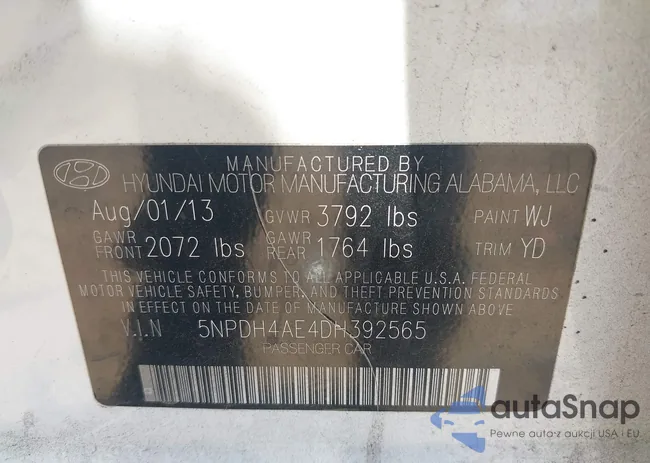 MANUFACTURED BY
HYUNDAI MOTOR MANUFACTURING ALABAMA, LLC
Aug/01/13 GVWR 3792 lbs PAINT WJ
GAWR FRONT 2072 lbs GAWR REAR 1764 lbs TRIM YD
THIS VEHICLE CONFORMS TO ALL APPLICABLE U.S.A. FEDERAL
MOTOR VEHICLE SAFETY, BUMPER, AND THEFT PREVENTION STANDARDS
IN EFFECT ON THE DATE OF MANUFACTURE SHOWN ABOVE
V.I.N 5NPDH4AE4DH392565
PASSENGER CAR
autaSnap
Pewne auta z aukcji USA i EU.